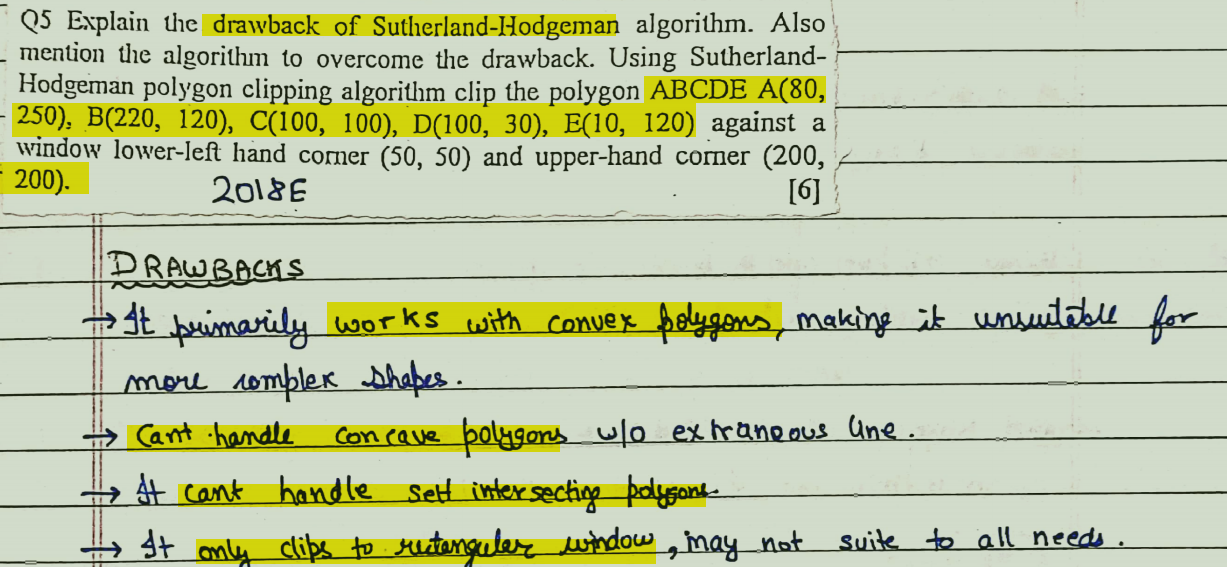 Q5 Explain the drawback of Sutherland-Hodgeman algorithm. Also
mention the algorithm to overcome the drawback. Using Sutherland-
Hodgeman polygon clipping algorithm clip the polygon ABCDE A(80,
250), B(220, 120), C(100, 100), D(100, 30), E(10, 120) against a
window lower-left hand corner (50, 50) and upper-hand corner (200,
200).
2018E [6]
DRAWBACKS
→ It primarily works with convex polygons, making it unsuitable for
more complex shapes.
→ Cant handle concave polygons w/o extraneous line.
→ It cant handle self intersecting polygons.
→ It only clips to rectangular window, may not suite to all needs.